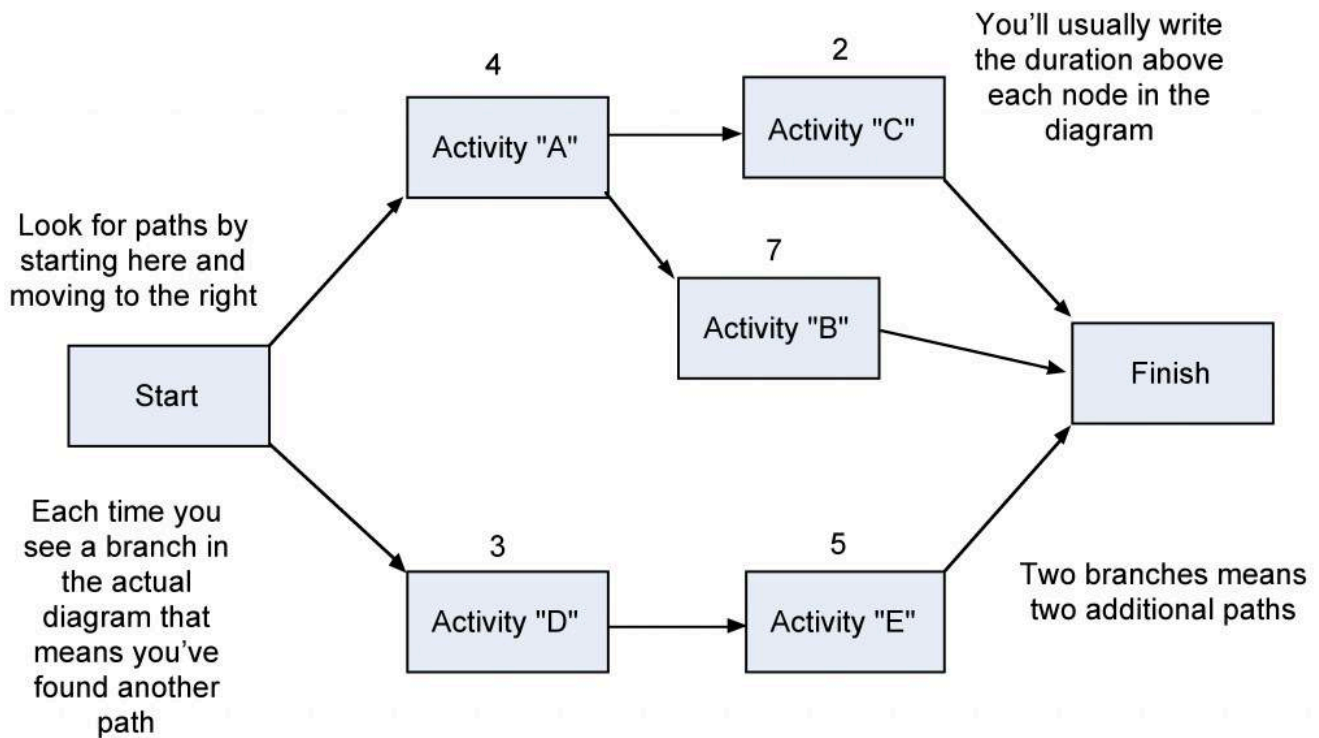 You'll usually write
the duration above
each node in the
diagram
4
2
Activity "A"
Activity "C"
Look for paths by
starting here and
moving to the right
7
Activity "B"
Start
Finish
Each time you
see a branch in
the actual
diagram that
means you've
found another
path
3
5
Activity "D"
Activity "E"
Two branches means
two additional paths